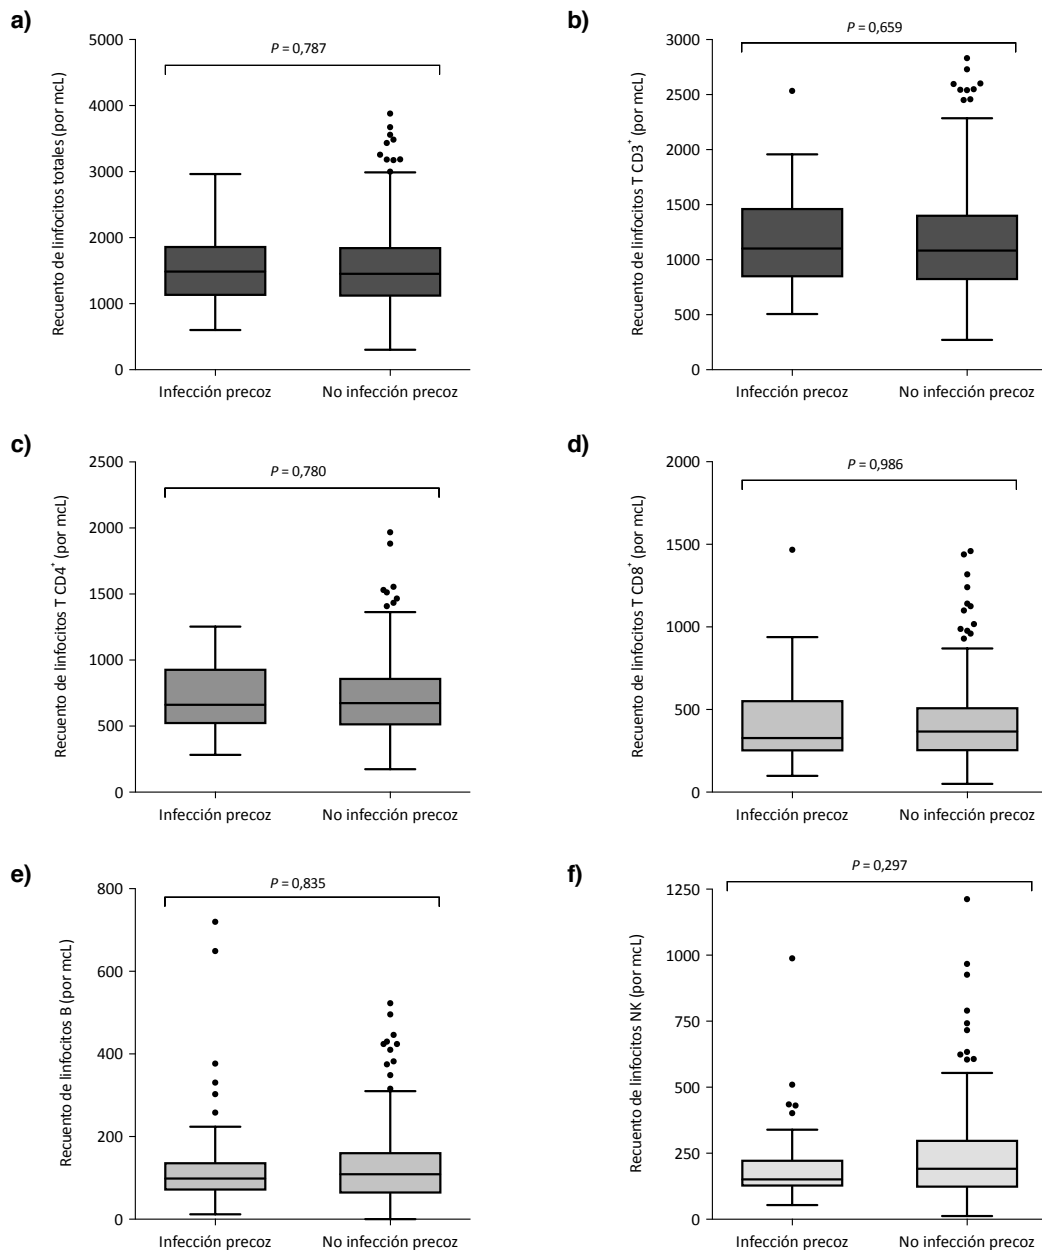 a)
P = 0,787
Recuento de linfocitos totales (por mcL)
5000
4000
3000
2000
1000
0
Infección precoz
No infección precoz
b)
P = 0,659
Recuento de linfocitos T CD3+ (por mcL)
3000
2500
2000
1500
1000
500
0
Infección precoz
No infección precoz
c)
P = 0,780
Recuento de linfocitos T CD4+ (por mcL)
2500
2000
1500
1000
500
0
Infección precoz
No infección precoz
d)
P = 0,986
Recuento de linfocitos T CD8+ (por mcL)
2000
1500
1000
500
0
Infección precoz
No infección precoz
e)
P = 0,835
Recuento de linfocitos B (por mcL)
800
600
400
200
0
Infección precoz
No infección precoz
f)
P = 0,297
Recuento de linfocitos NK (por mcL)
1250
1000
750
500
250
0
Infección precoz
No infección precoz